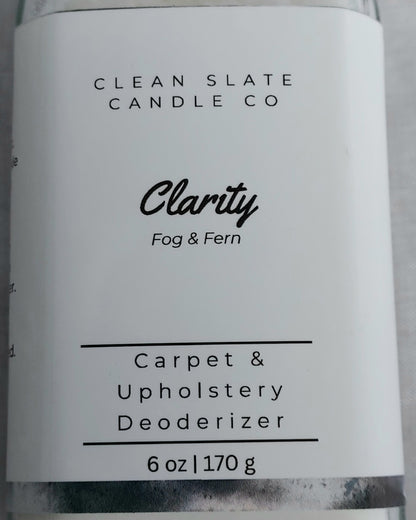 CLEAN SLATE
CANDLE CO
Clarity
Fog & Fern
Carpet &
Upholstery
Deoderizer
6 oz | 170 g